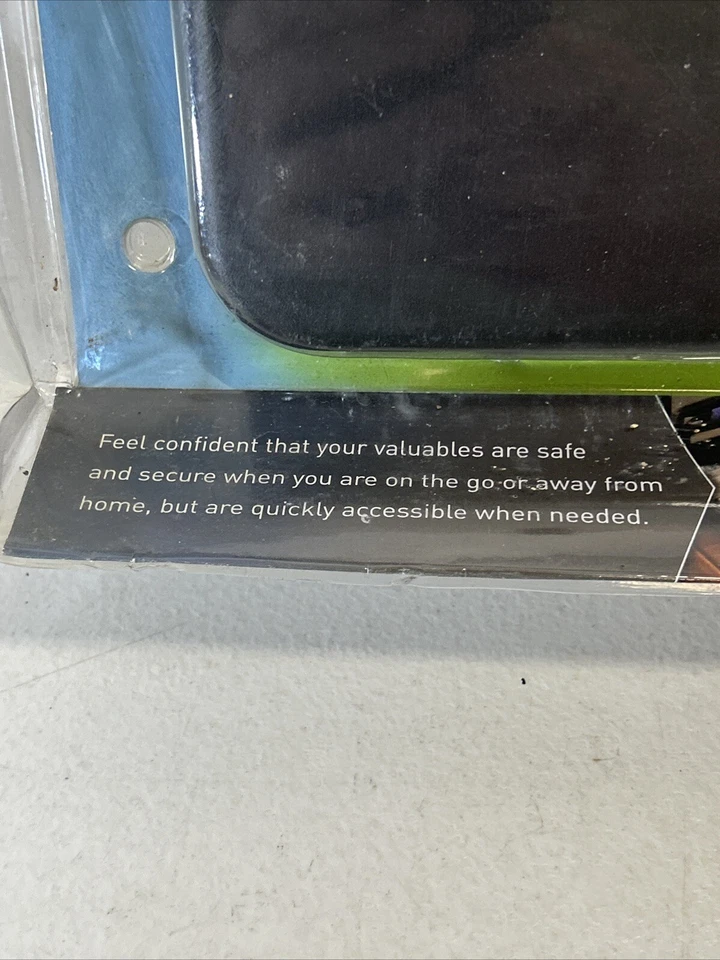 Feel confident that your valuables are safe
and secure when you are on the go or away from
home, but are quickly accessible when needed.